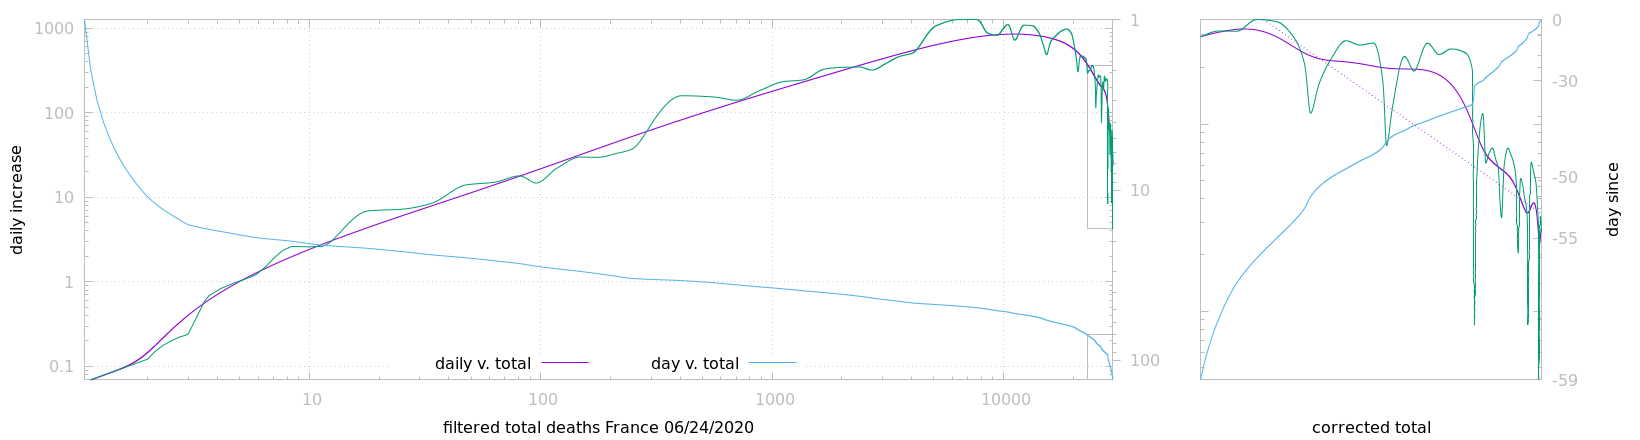 daily increase
1000
100
10
1
0.1
10
100
1000
10000
filtered total deaths France 06/24/2020
daily v. total
day v. total
1
10
100
0
-30
-50
-55
-59
day since
corrected total